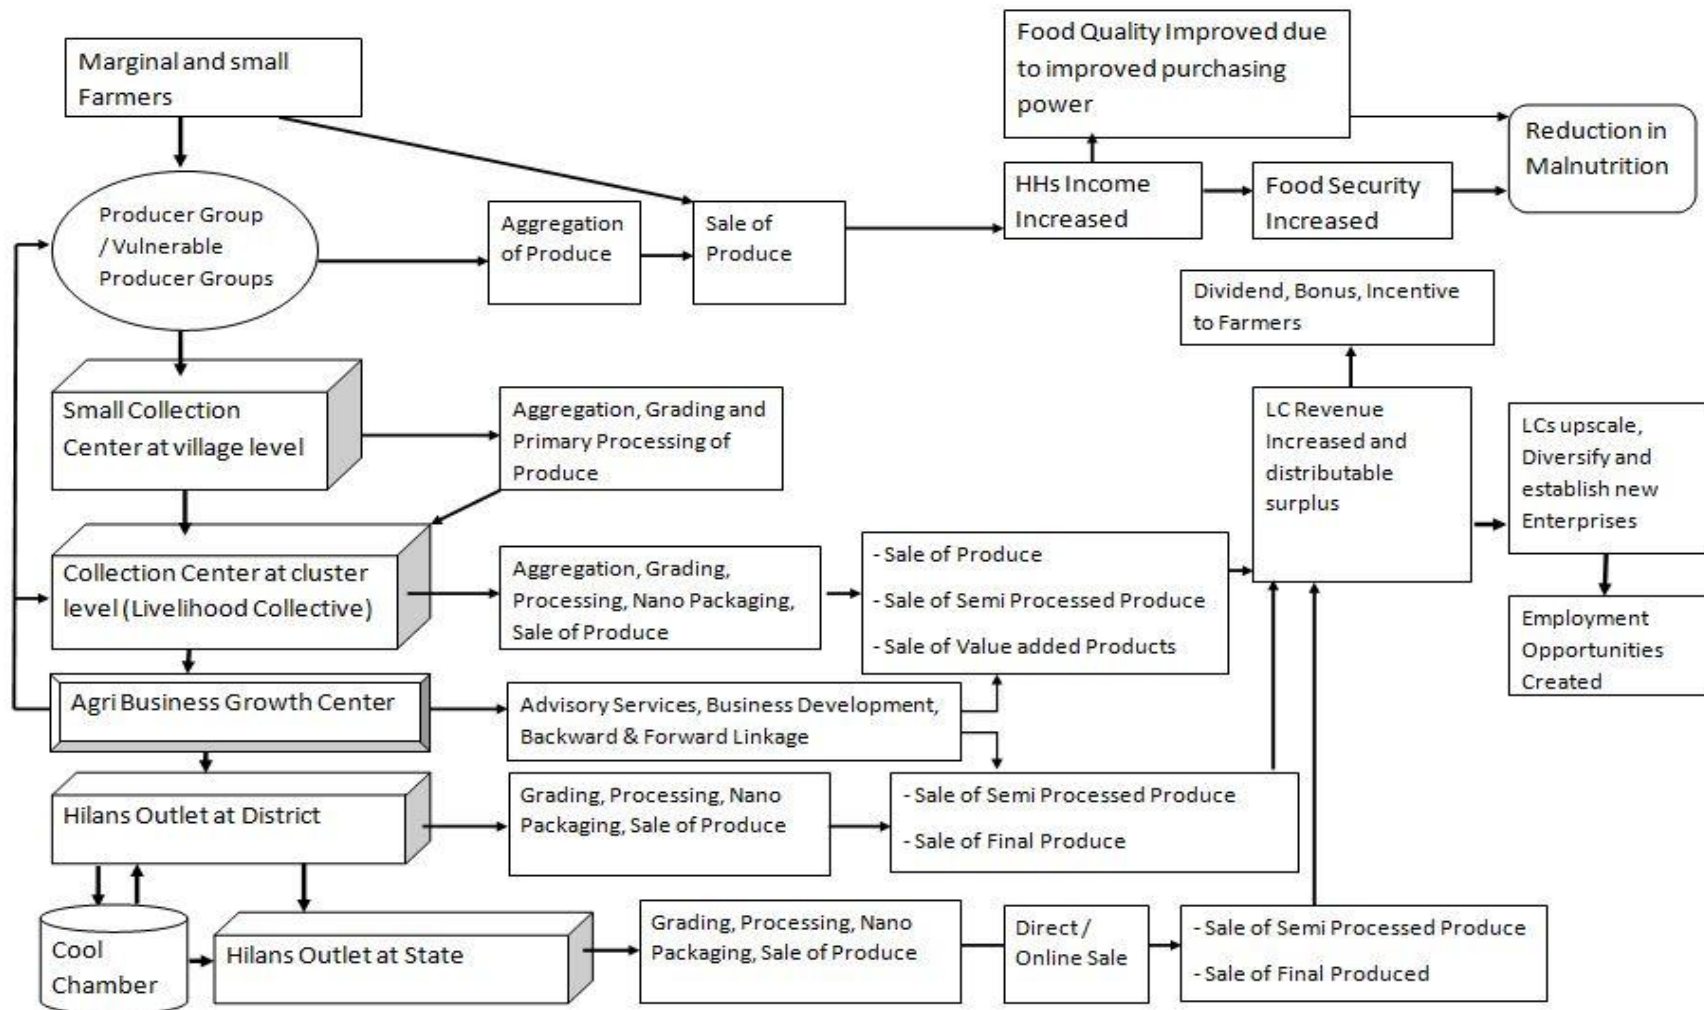 Marginal and small
Farmers
Food Quality Improved due
to improved purchasing
power
Reduction in
Malnutrition
HHs Income
Increased
Food Security
Increased
Producer Group
/ Vulnerable
Producer Groups
Aggregation
of Produce
Sale of
Produce
Dividend, Bonus, Incentive
to Farmers
Small Collection
Center at village level
Aggregation, Grading and
Primary Processing of
Produce
LC Revenue
Increased and
distributable
surplus
LCs upscale,
Diversify and
establish new
Enterprises
Collection Center at cluster
level (Livelihood Collective)
Aggregation, Grading,
Processing, Nano Packaging,
Sale of Produce
- Sale of Produce
- Sale of Semi Processed Produce
- Sale of Value added Products
Employment
Opportunities
Created
Agri Business Growth Center
Advisory Services, Business Development,
Backward & Forward Linkage
Hilans Outlet at District
Grading, Processing, Nano
Packaging, Sale of Produce
- Sale of Semi Processed Produce
- Sale of Final Produce
Cool
Chamber
Hilans Outlet at State
Grading, Processing, Nano
Packaging, Sale of Produce
Direct /
Online Sale
- Sale of Semi Processed Produce
- Sale of Final Produced